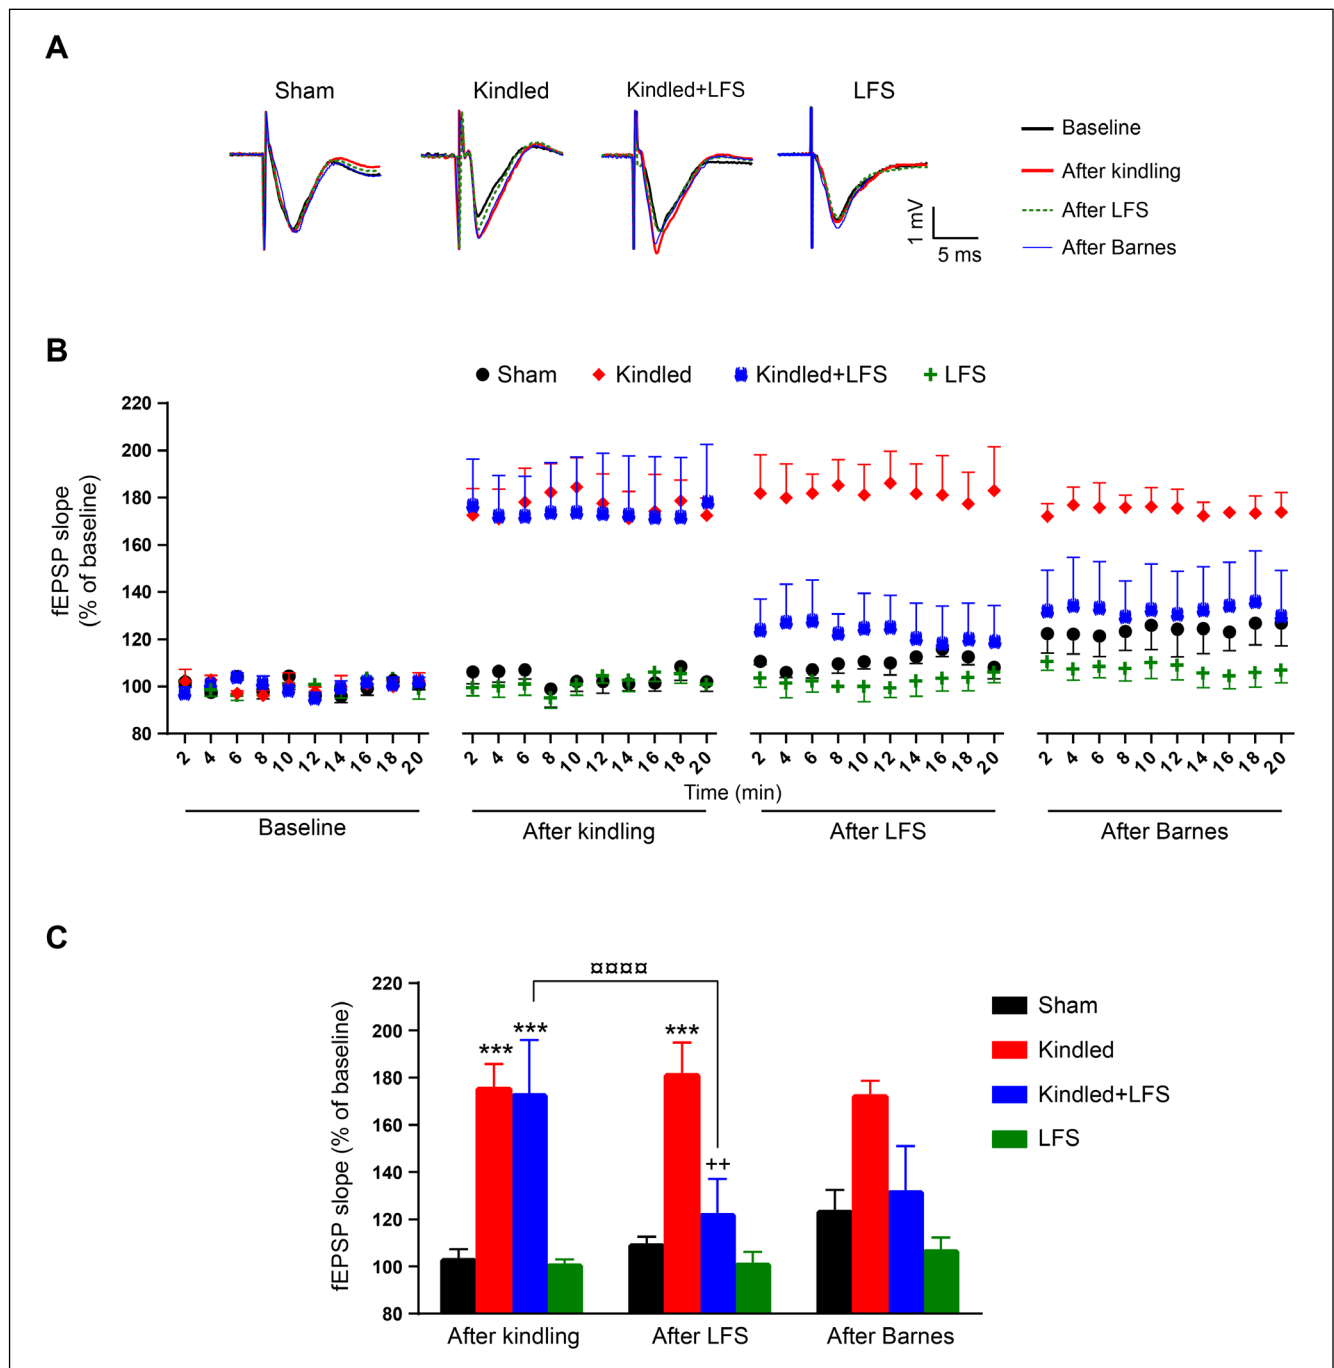 A
Sham Kindled Kindled+LFS LFS
Baseline
After kindling
After LFS
After Barnes
1 mV
5 ms
B
Sham Kindled Kindled+LFS LFS
fEPSP slope
(% of baseline)
220
200
180
160
140
120
100
80
2 4 6 8 10 12 14 16 18 20 2 4 6 8 10 12 14 16 18 20 2 4 6 8 10 12 14 16 18 20 2 4 6 8 10 12 14 16 18 20
Time (min)
Baseline After kindling After LFS After Barnes
C
fEPSP slope (% of baseline)
220
200
180
160
140
120
100
80
¤¤¤¤
*** *** ***
++
Sham
Kindled
Kindled+LFS
LFS
After kindling After LFS After Barnes